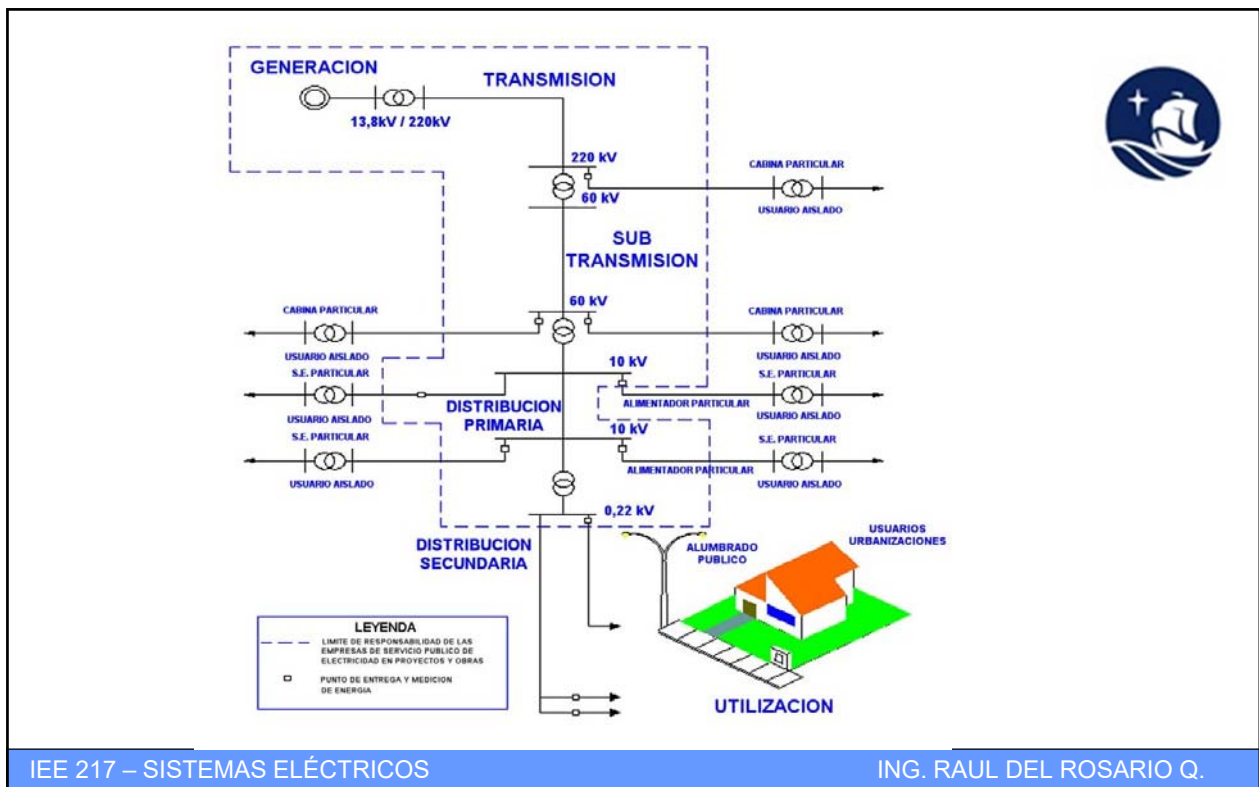 GENERACION
TRANSMISION
13,8kV / 220kV
220 kV
CABINA PARTICULAR
60 kV
USUARIO AISLADO
SUB
TRANSMISION
60 kV
CABINA PARTICULAR
CABINA PARTICULAR
USUARIO AISLADO
USUARIO AISLADO
10 kV
S.E. PARTICULAR
S.E. PARTICULAR
DISTRIBUCION
PRIMARIA
ALIMENTADOR PARTICULAR
USUARIO AISLADO
USUARIO AISLADO
10 kV
S.E. PARTICULAR
S.E. PARTICULAR
ALIMENTADOR PARTICULAR
USUARIO AISLADO
USUARIO AISLADO
0,22 kV
DISTRIBUCION
SECUNDARIA
ALUMBRADO
PUBLICO
USUARIOS
URBANIZACIONES
LEYENDA
LIMITE DE RESPONSABILIDAD DE LAS
EMPRESAS DE SERVICIO PUBLICO DE
ELECTRICIDAD EN PROYECTOS Y OBRAS
PUNTO DE ENTREGA Y MEDICION
DE ENERGIA
UTILIZACION
IEE 217 – SISTEMAS ELÉCTRICOS
ING. RAUL DEL ROSARIO Q.